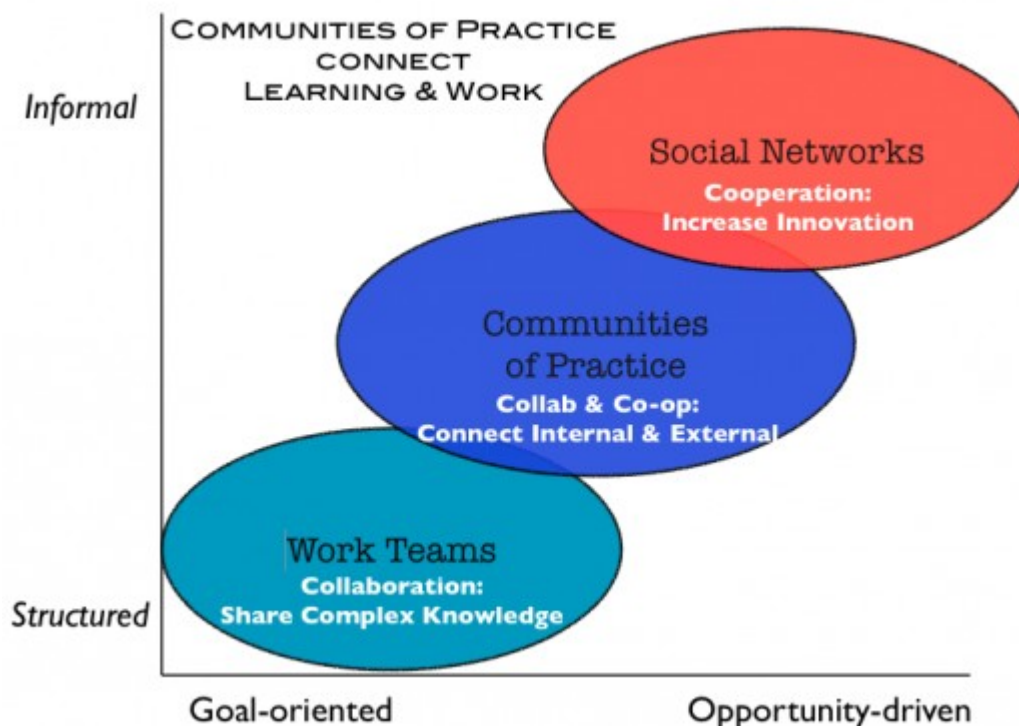 COMMUNITIES OF PRACTICE
CONNECT
LEARNING & WORK
Informal
Social Networks
Cooperation:
Increase Innovation
Communities
of Practice
Collab & Co-op:
Connect Internal & External
Work Teams
Collaboration:
Share Complex Knowledge
Structured
Goal-oriented
Opportunity-driven